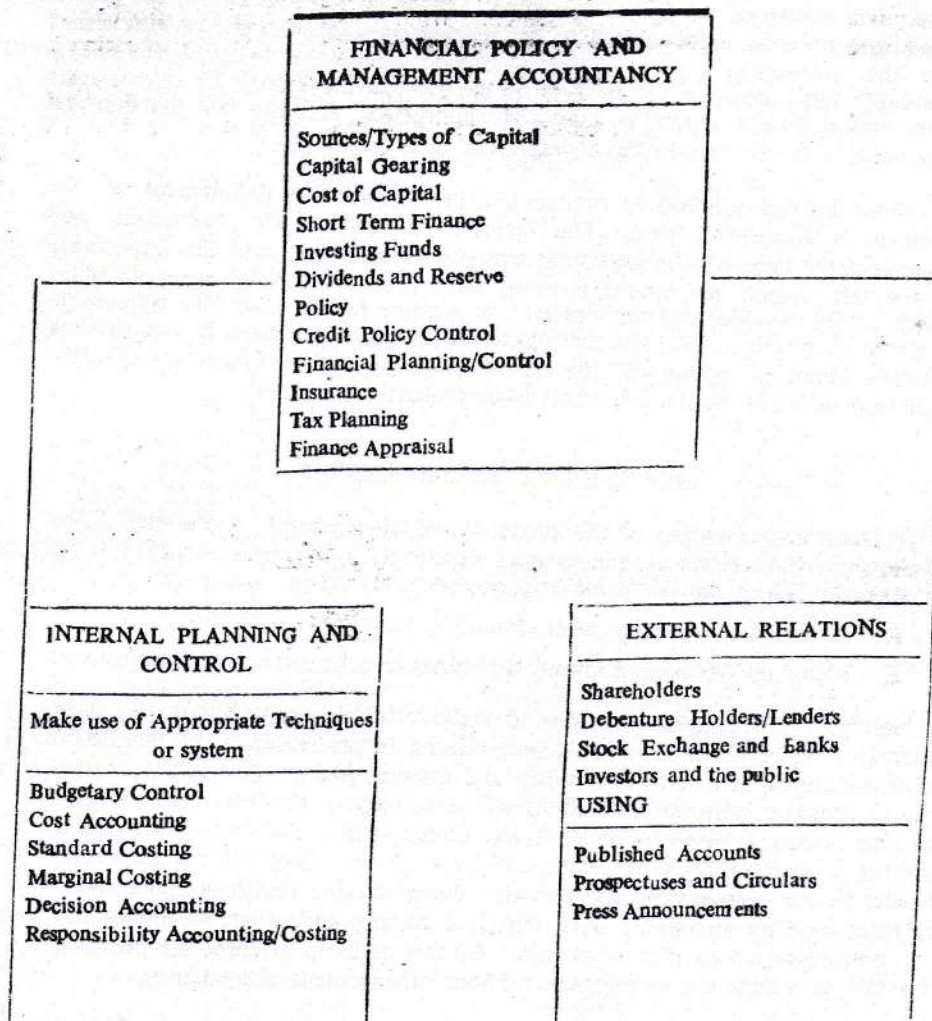 FINANCIAL POLICY AND
MANAGEMENT ACCOUNTANCY
Sources/Types of Capital
Capital Gearing
Cost of Capital
Short Term Finance
Investing Funds
Dividends and Reserve
Policy
Credit Policy Control
Financial Planning/Control
Insurance
Tax Planning
Finance Appraisal
INTERNAL PLANNING AND
CONTROL
Make use of Appropriate Techniques
or system
Budgetary Control
Cost Accounting
Standard Costing
Marginal Costing
Decision Accounting
Responsibility Accounting/Costing
EXTERNAL RELATIONS
Shareholders
Debenture Holders/Lenders
Stock Exchange and Banks
Investors and the public
USING
Published Accounts
Prospectuses and Circulars
Press Announcements